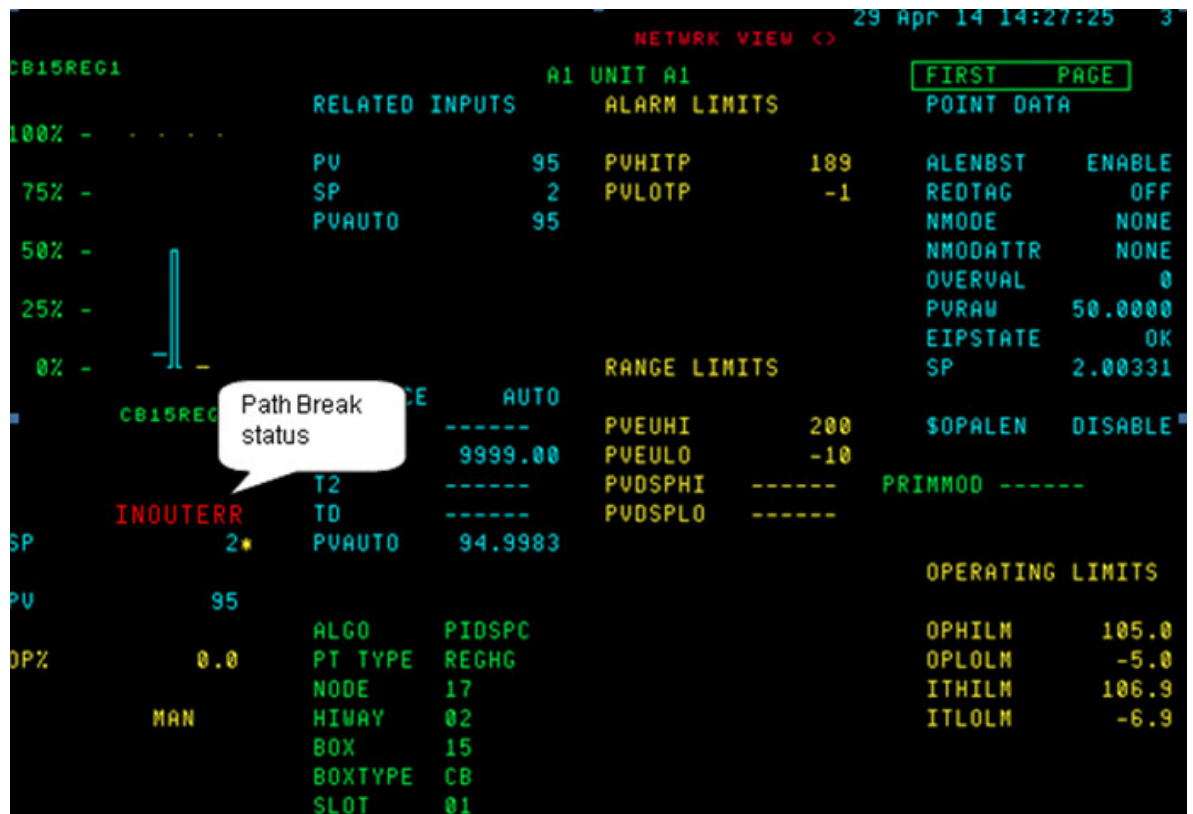 29 Apr 14 14:27:25 3
NETWRK VIEW <>
CB15REG1 A1 UNIT A1 FIRST PAGE
RELATED INPUTS ALARM LIMITS POINT DATA
100% - - - - -
PV 95 PVHITP 189 ALENBST ENABLE
75% - SP 2 PVLOTP -1 REDTAG OFF
PVAUTO 95 NMODE NONE
50% - NMODATTR NONE
OVERVAL 0
25% - PVRAW 50.0000
EIPSTATE OK
0% - RANGE LIMITS SP 2.00331
CE AUTO
CB15REG ------ PVEUHI 200 $OPALEN DISABLE
Path Break
status
9999.00 PVEULO -10
T2 ------ PVDSPHI ------ PRIMMOD ------
INOUTERR TD ------ PVDSPLO ------
SP 2* PVAUTO 94.9983
OPERATING LIMITS
PV 95
ALGO PIDSPC OPHILM 105.0
OP% 0.0 PT TYPE REGHG OPLOLM -5.0
NODE 17 ITHILM 106.9
MAN HIWAY 02 ITLOLM -6.9
BOX 15
BOXTYPE CB
SLOT 01